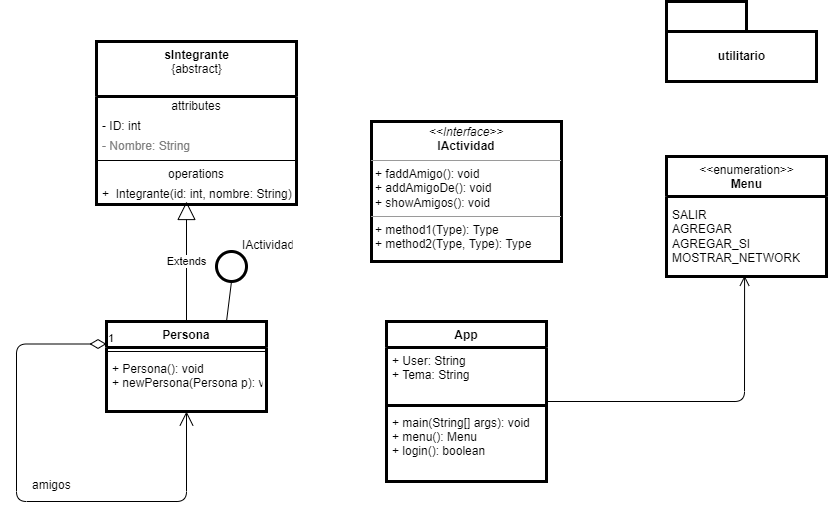 sIntegrante
{abstract}
attributes
- ID: int
- Nombre: String
operations
+ Integrante(id: int, nombre: String)
Extends
IActividad
Persona
1
+ Persona(): void
+ newPersona(Persona p): v
amigos
<<Interface>>
IActividad
+ faddAmigo(): void
+ addAmigoDe(): void
+ showAmigos(): void
+ method1(Type): Type
+ method2(Type, Type): Type
App
+ User: String
+ Tema: String
+ main(String[] args): void
+ menu(): Menu
+ login(): boolean
utilitario
<<enumeration>>
Menu
SALIR
AGREGAR
AGREGAR_SI
MOSTRAR_NETWORK